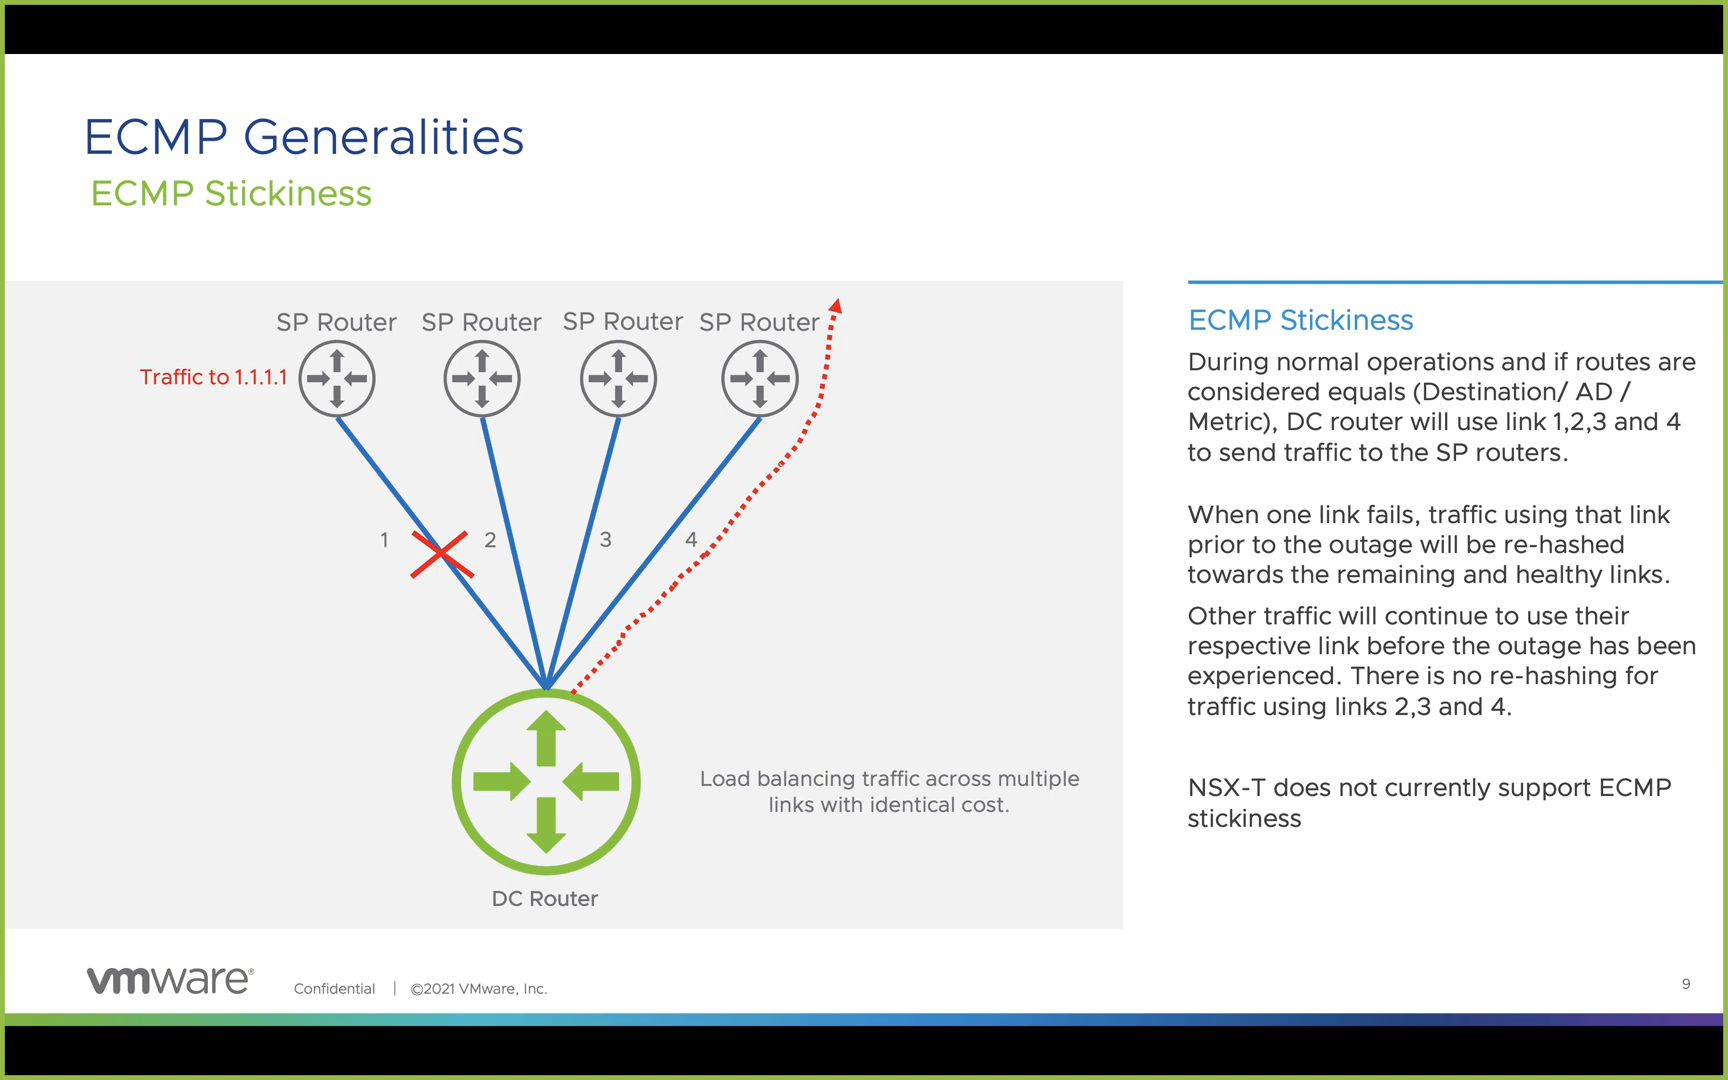 ECMP Generalities
ECMP Stickiness
SP Router
SP Router
SP Router
SP Router
Traffic to 1.1.1.1
1
2
3
4
Load balancing traffic across multiple
links with identical cost.
DC Router
ECMP Stickiness
During normal operations and if routes are
considered equals (Destination/ AD /
Metric), DC router will use link 1,2,3 and 4
to send traffic to the SP routers.
When one link fails, traffic using that link
prior to the outage will be re-hashed
towards the remaining and healthy links.
Other traffic will continue to use their
respective link before the outage has been
experienced. There is no re-hashing for
traffic using links 2,3 and 4.
NSX-T does not currently support ECMP
stickiness
vmware®
Confidential | ©2021 VMware, Inc.
9